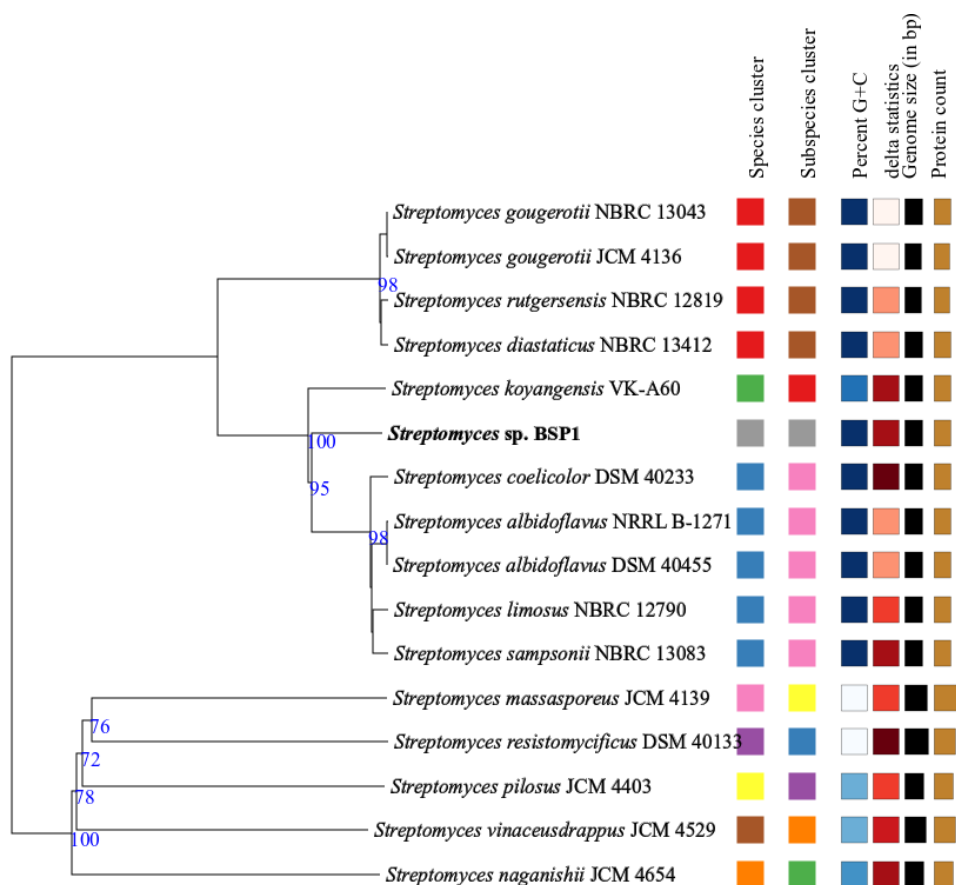 Species cluster
Subspecies cluster
Percent G+C
delta statistics
Genome size (in bp)
Protein count
Streptomyces gougerotii NBRC 13043
Streptomyces gougerotii JCM 4136
98
Streptomyces rutgersensis NBRC 12819
Streptomyces diastaticus NBRC 13412
Streptomyces koyangensis VK-A60
Streptomyces sp. BSP1
100
Streptomyces coelicolor DSM 40233
95
Streptomyces albidoflavus NRRL B-1271
98
Streptomyces albidoflavus DSM 40455
Streptomyces limosus NBRC 12790
Streptomyces sampsonii NBRC 13083
Streptomyces massasporeus JCM 4139
76
Streptomyces resistomycificus DSM 40133
72
Streptomyces pilosus JCM 4403
78
Streptomyces vinaceusdrappus JCM 4529
100
Streptomyces naganishii JCM 4654